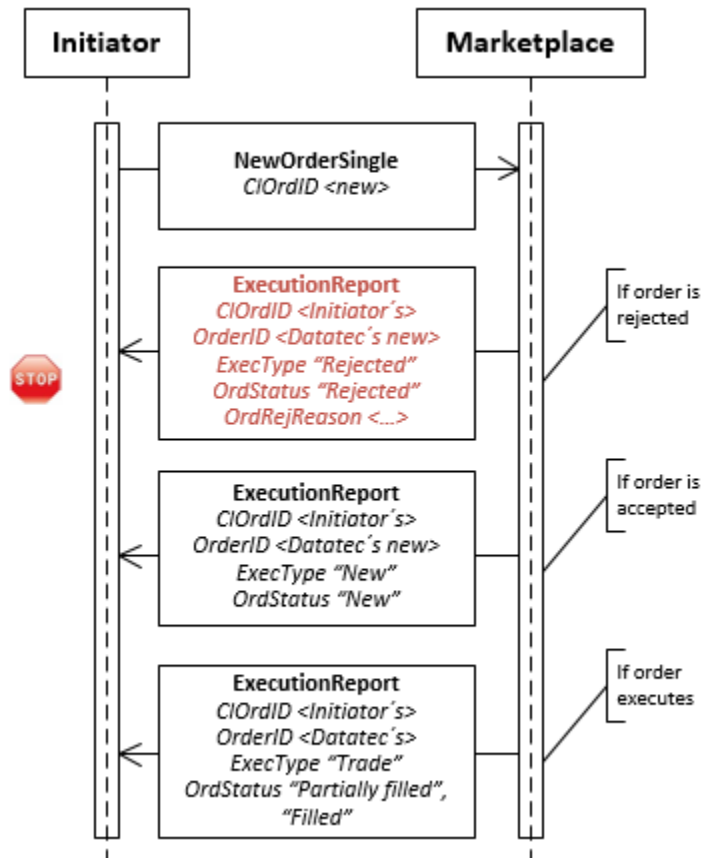 Initiator
Marketplace
NewOrderSingle
ClOrdID <new>
ExecutionReport
ClOrdID <Initiator´s>
OrderID <Datatec´s new>
ExecType “Rejected”
OrdStatus “Rejected”
OrdRejReason <...>
If order is
rejected
STOP
ExecutionReport
ClOrdID <Initiator´s>
OrderID <Datatec´s new>
ExecType “New”
OrdStatus “New”
If order is
accepted
ExecutionReport
ClOrdID <Initiator´s>
OrderID <Datatec´s>
ExecType “Trade”
OrdStatus “Partially filled”,
“Filled”
If order
executes